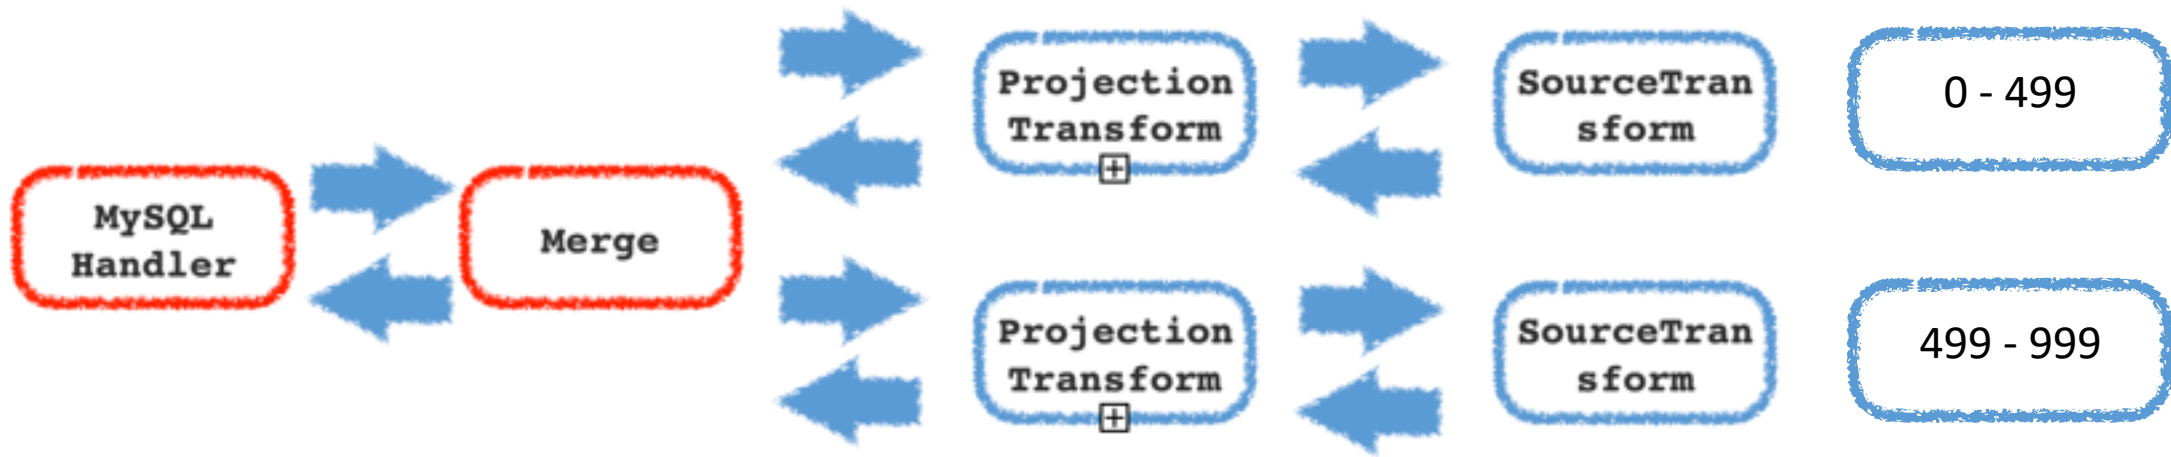 MySQL
Handler
Merge
Projection
Transform
SourceTran
sform
0 - 499
Projection
Transform
SourceTran
sform
499 - 999